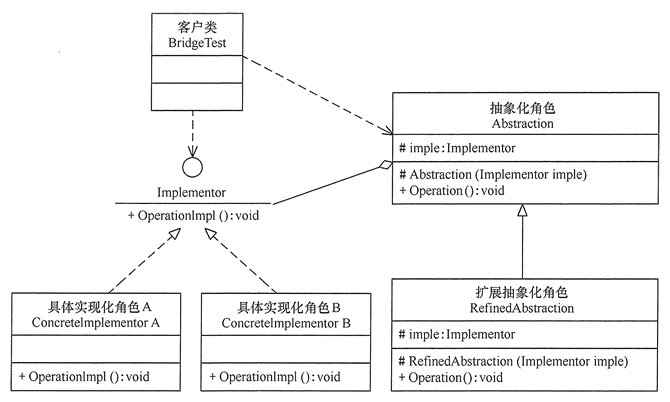 客户类
BridgeTest
抽象化角色
Abstraction
# imple:Implementor
# Abstraction (Implementor imple)
+ Operation():void
Implementor
+ OperationImpl ():void
具体实现化角色A
ConcreteImplementor A
+ OperationImpl ():void
具体实现化角色B
ConcreteImplementor B
+ OperationImpl ():void
扩展抽象化角色
RefinedAbstraction
# imple:Implementor
# RefinedAbstraction (Implementor imple)
+ Operation():void